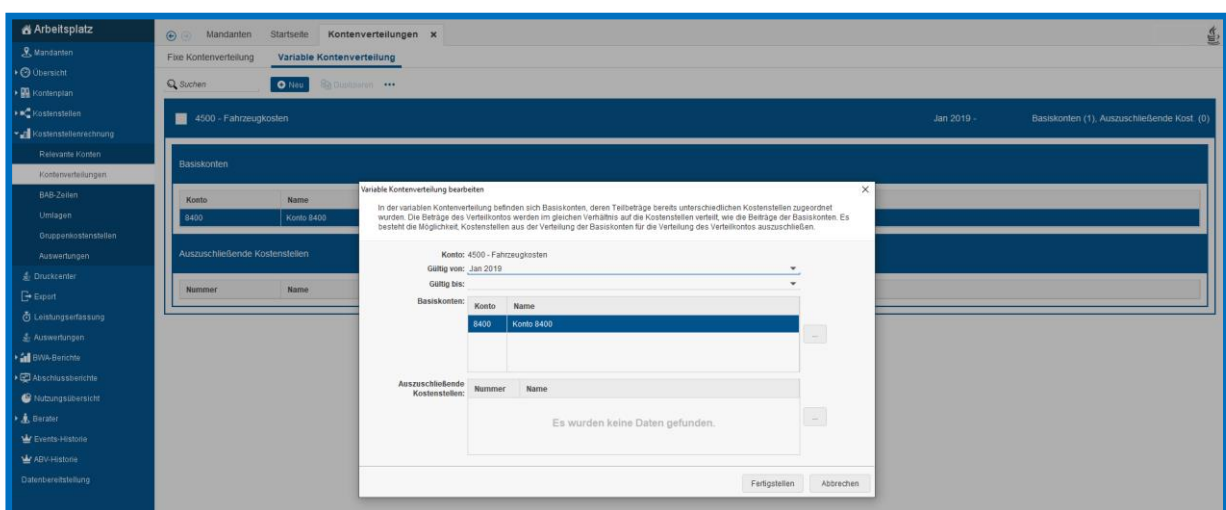 Arbeitsplatz
Mandanten
Übersicht
Kontenplan
Kostenstellen
Kostenstellenrechnung
Relevante Konten
Kontenverteilungen
BAB-Zeilen
Umlagen
Gruppenkostenstellen
Auswertungen
Druckcenter
Export
Leistungserfassung
Auswertungen
BWA-Berichte
Abschlussberichte
Nutzungsübersicht
Berater
Events-Historie
ABV-Historie
Datenbereitstellung
Mandanten Startseite Kontenverteilungen x
Fixe Kontenverteilung Variable Kontenverteilung
Suchen Neu Duplizieren •••
4500 - Fahrzeugkosten Jan 2019 - Basiskonten (1), Auszuschließende Kost. (0)
Basiskonten
Konto Name
8400 Konto 8400
Auszuschließende Kostenstellen
Nummer Name
Variable Kontenverteilung bearbeiten
In der variablen Kontenverteilung befinden sich Basiskonten, deren Teilbeträge bereits unterschiedlichen Kostenstellen zugeordnet
wurden. Die Beträge des Verteilkontos werden im gleichen Verhältnis auf die Kostenstellen verteilt, wie die Beträge der Basiskonten. Es
besteht die Möglichkeit, Kostenstellen aus der Verteilung der Basiskonten für die Verteilung des Verteilkontos auszuschließen.
Konto: 4500 - Fahrzeugkosten
Gültig von: Jan 2019
Gültig bis:
Basiskonten: Konto Name
8400 Konto 8400
...
Auszuschließende
Kostenstellen: Nummer Name
Es wurden keine Daten gefunden.
...
Fertigstellen Abbrechen